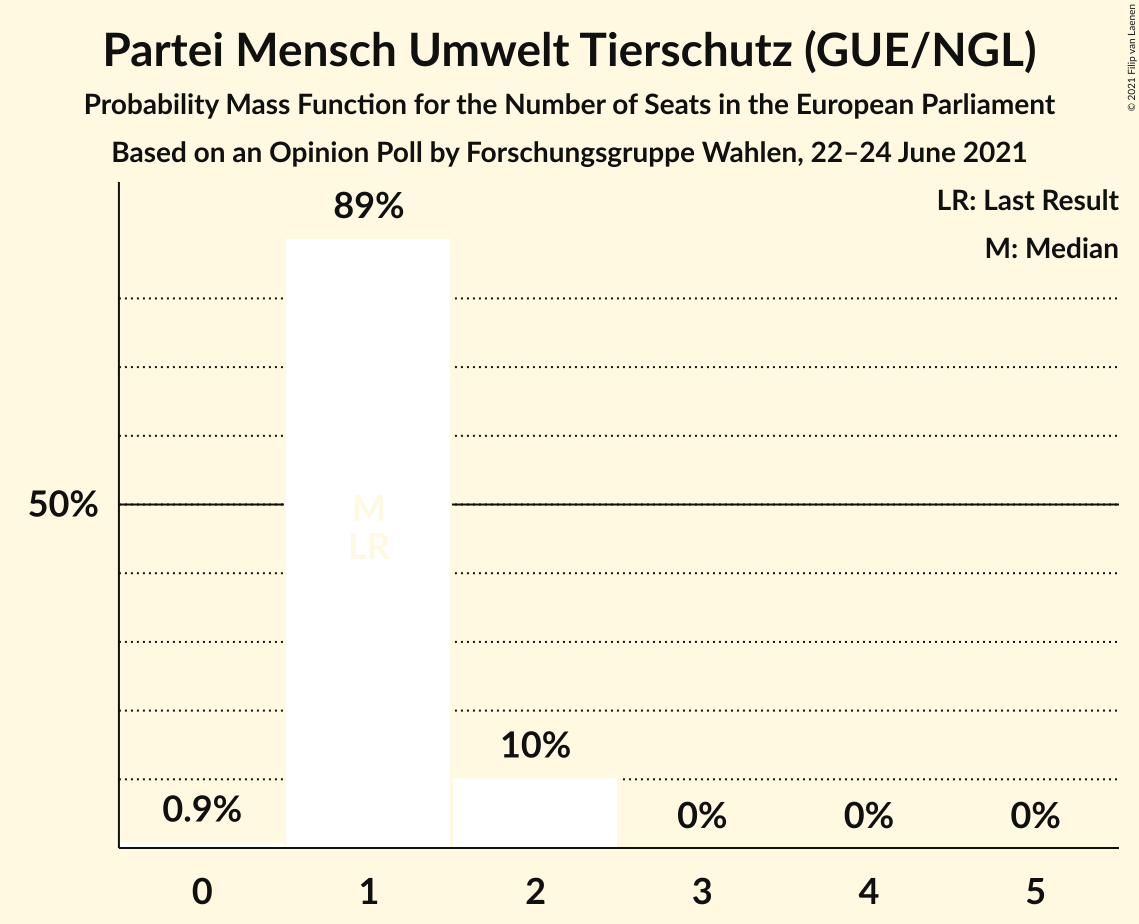 Partei Mensch Umwelt Tierschutz (GUE/NGL)
Probability Mass Function for the Number of Seats in the European Parliament
Based on an Opinion Poll by Forschungsgruppe Wahlen, 22–24 June 2021
© 2021 Filip van Laenen
LR: Last Result
M: Median
89%
50%
M
LR
10%
0.9%
0%
0%
0%
0 1 2 3 4 5